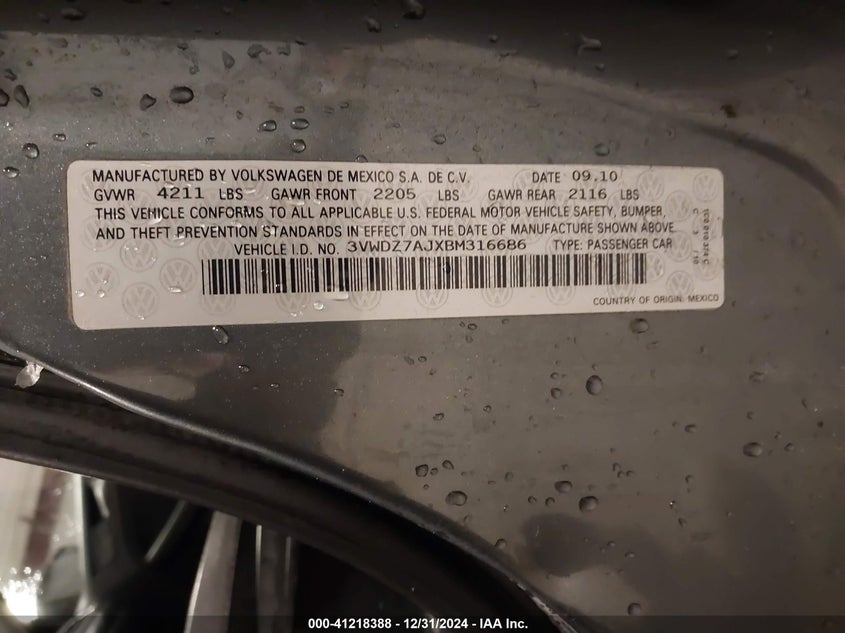 MANUFACTURED BY VOLKSWAGEN DE MEXICO S.A. DE C.V. DATE 09.10
GVWR 4211 LBS GAWR FRONT 2205 LBS GAWR REAR 2116 LBS
THIS VEHICLE CONFORMS TO ALL APPLICABLE U.S. FEDERAL MOTOR VEHICLE SAFETY, BUMPER,
AND THEFT PREVENTION STANDARDS IN EFFECT ON THE DATE OF MANUFACTURE SHOWN ABOVE.
VEHICLE I.D. NO. 3VWDZ7AJXBM316686 TYPE: PASSENGER CAR
COUNTRY OF ORIGIN: MEXICO
000-41218388 - 12/31/2024 - IAA Inc.